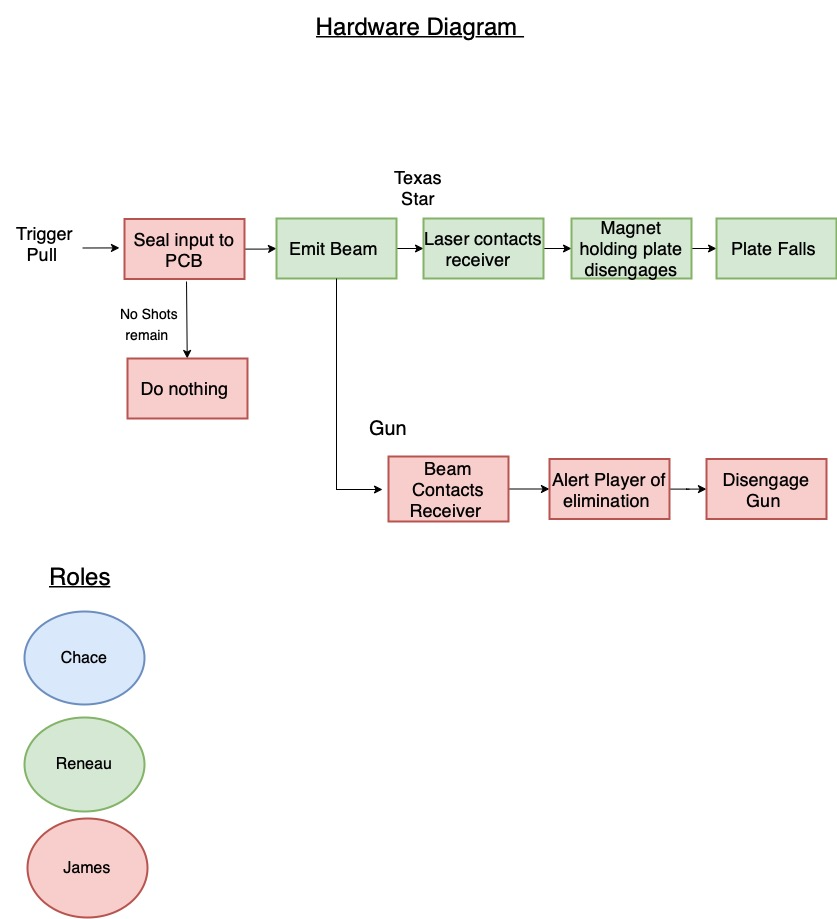 Hardware Diagram
Texas
Star
Trigger
Pull
Seal input to
PCB
Emit Beam
Laser contacts
receiver
Magnet
holding plate
disengages
Plate Falls
No Shots
remain
Do nothing
Gun
Beam
Contacts
Receiver
Alert Player of
elimination
Disengage
Gun
Roles
Chace
Reneau
James